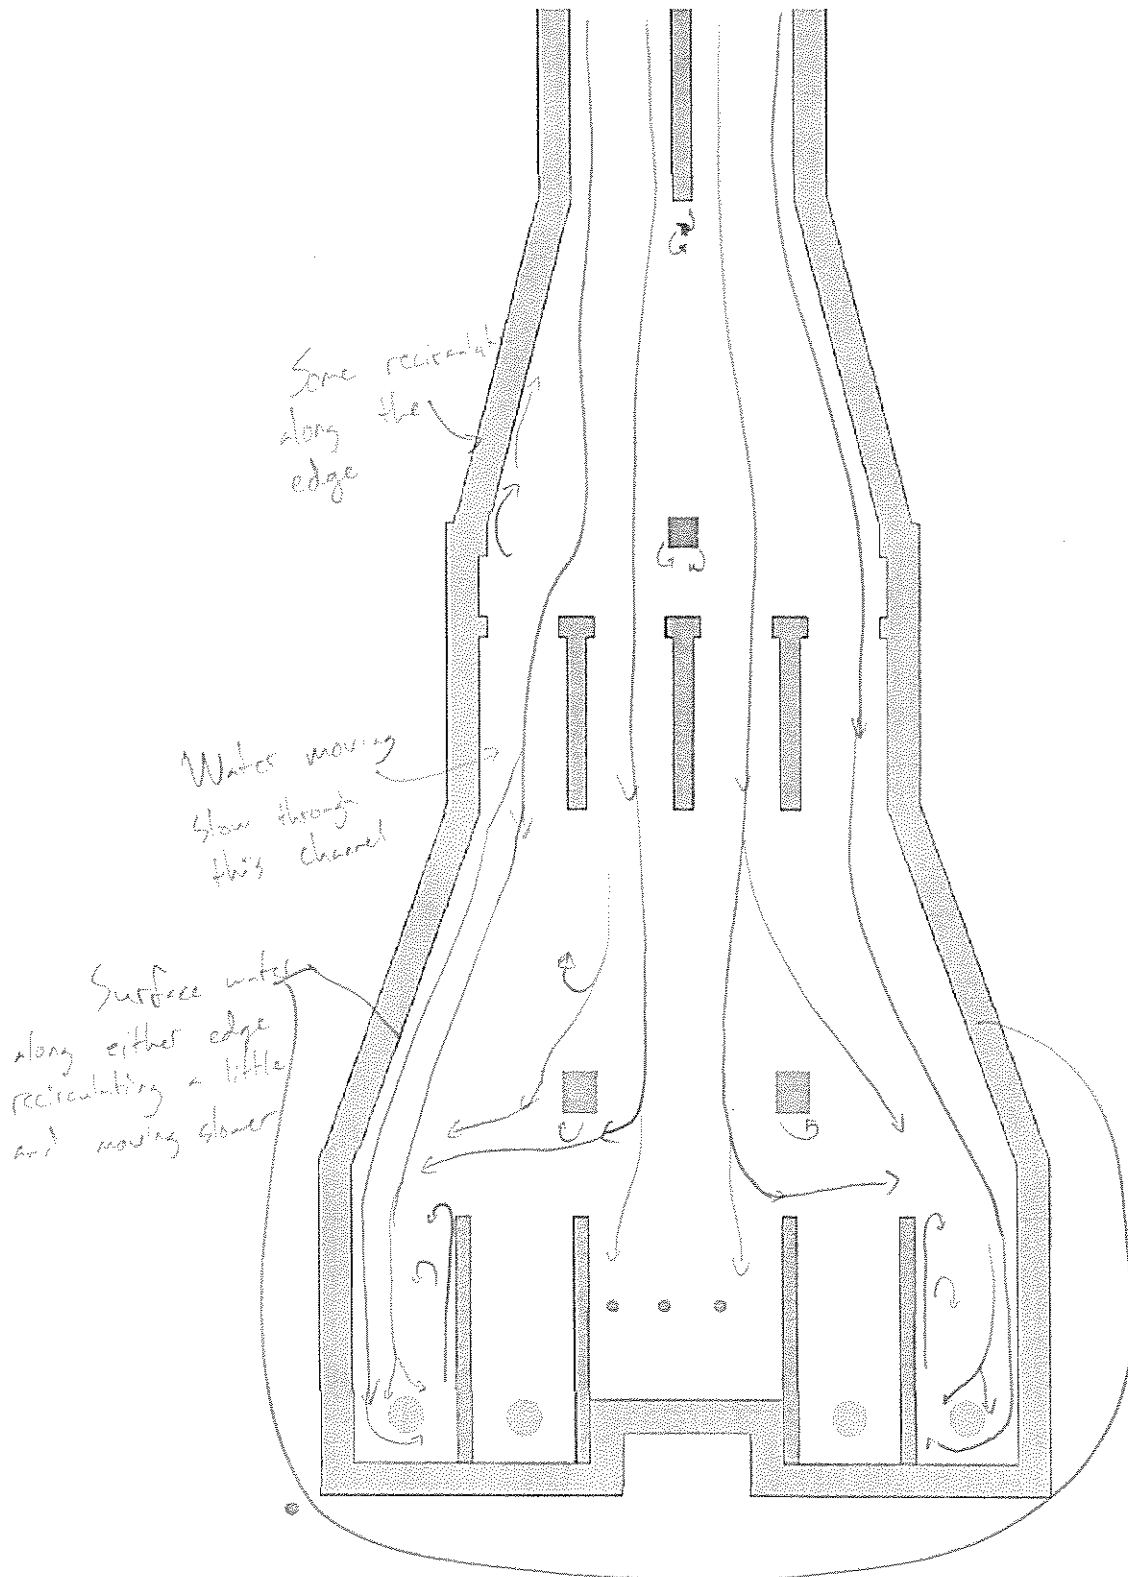 Some recirculat
along the
edge
Water moving
slow through
this channel
Surface water
along either edge
recirculating a little
and moving slower